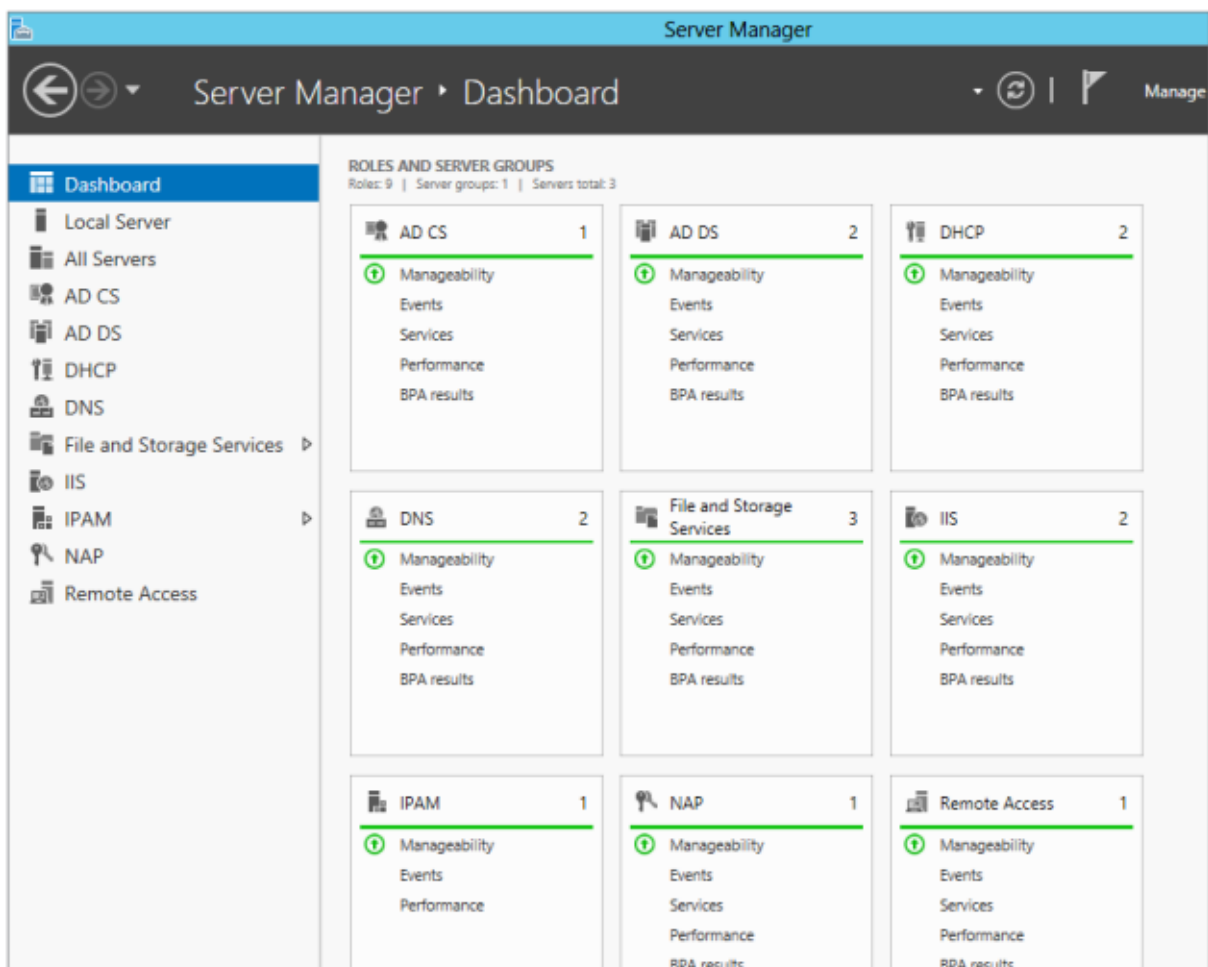 Server Manager
Server Manager ‣ Dashboard
Manage
Dashboard
Local Server
All Servers
AD CS
AD DS
DHCP
DNS
File and Storage Services
IIS
IPAM
NAP
Remote Access
ROLES AND SERVER GROUPS
Roles: 9 | Server groups: 1 | Servers total: 3
AD CS 1
Manageability
Events
Services
Performance
BPA results
AD DS 2
Manageability
Events
Services
Performance
BPA results
DHCP 2
Manageability
Events
Services
Performance
BPA results
DNS 2
Manageability
Events
Services
Performance
BPA results
File and Storage
Services 3
Manageability
Events
Services
Performance
BPA results
IIS 2
Manageability
Events
Services
Performance
BPA results
IPAM 1
Manageability
Events
Performance
NAP 1
Manageability
Events
Services
Performance
BPA results
Remote Access 1
Manageability
Events
Services
Performance
BPA results